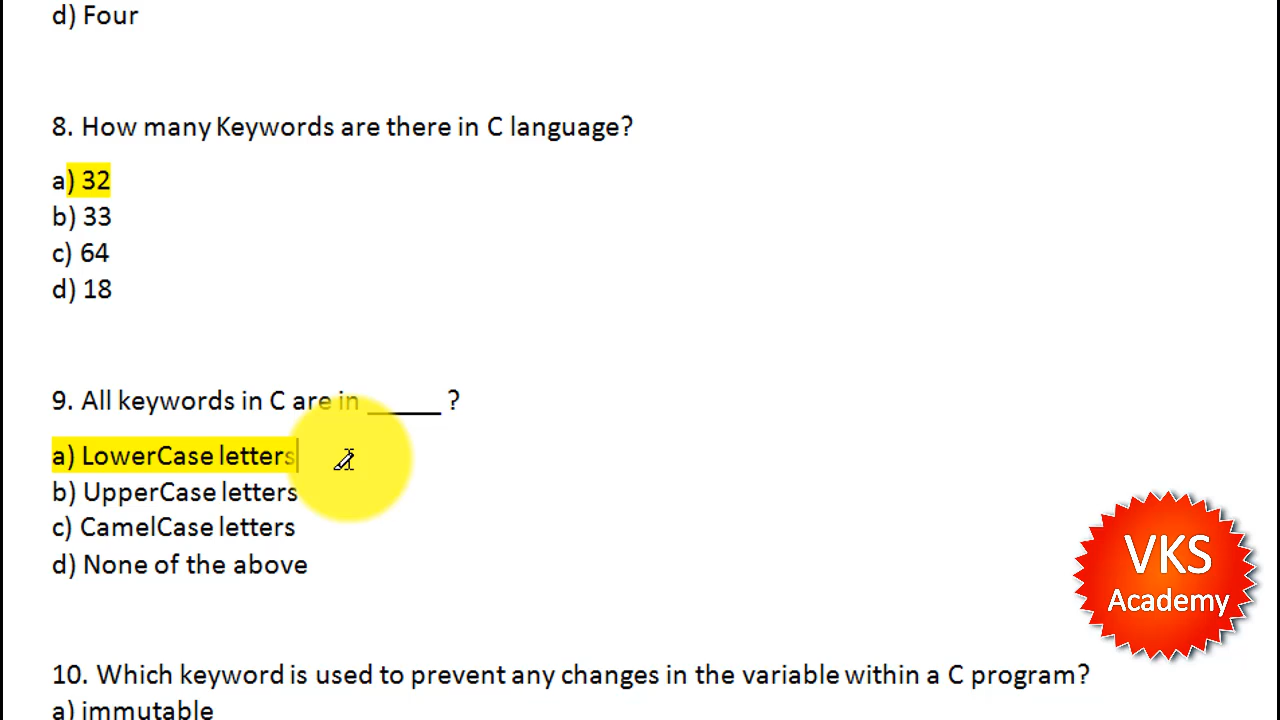 d) Four
8. How many Keywords are there in C language?
a) 32
b) 33
c) 64
d) 18
9. All keywords in C are in ______ ?
a) LowerCase letters
b) UpperCase letters
c) CamelCase letters
d) None of the above
VKS
Academy
10. Which keyword is used to prevent any changes in the variable within a C program?
a) immutable